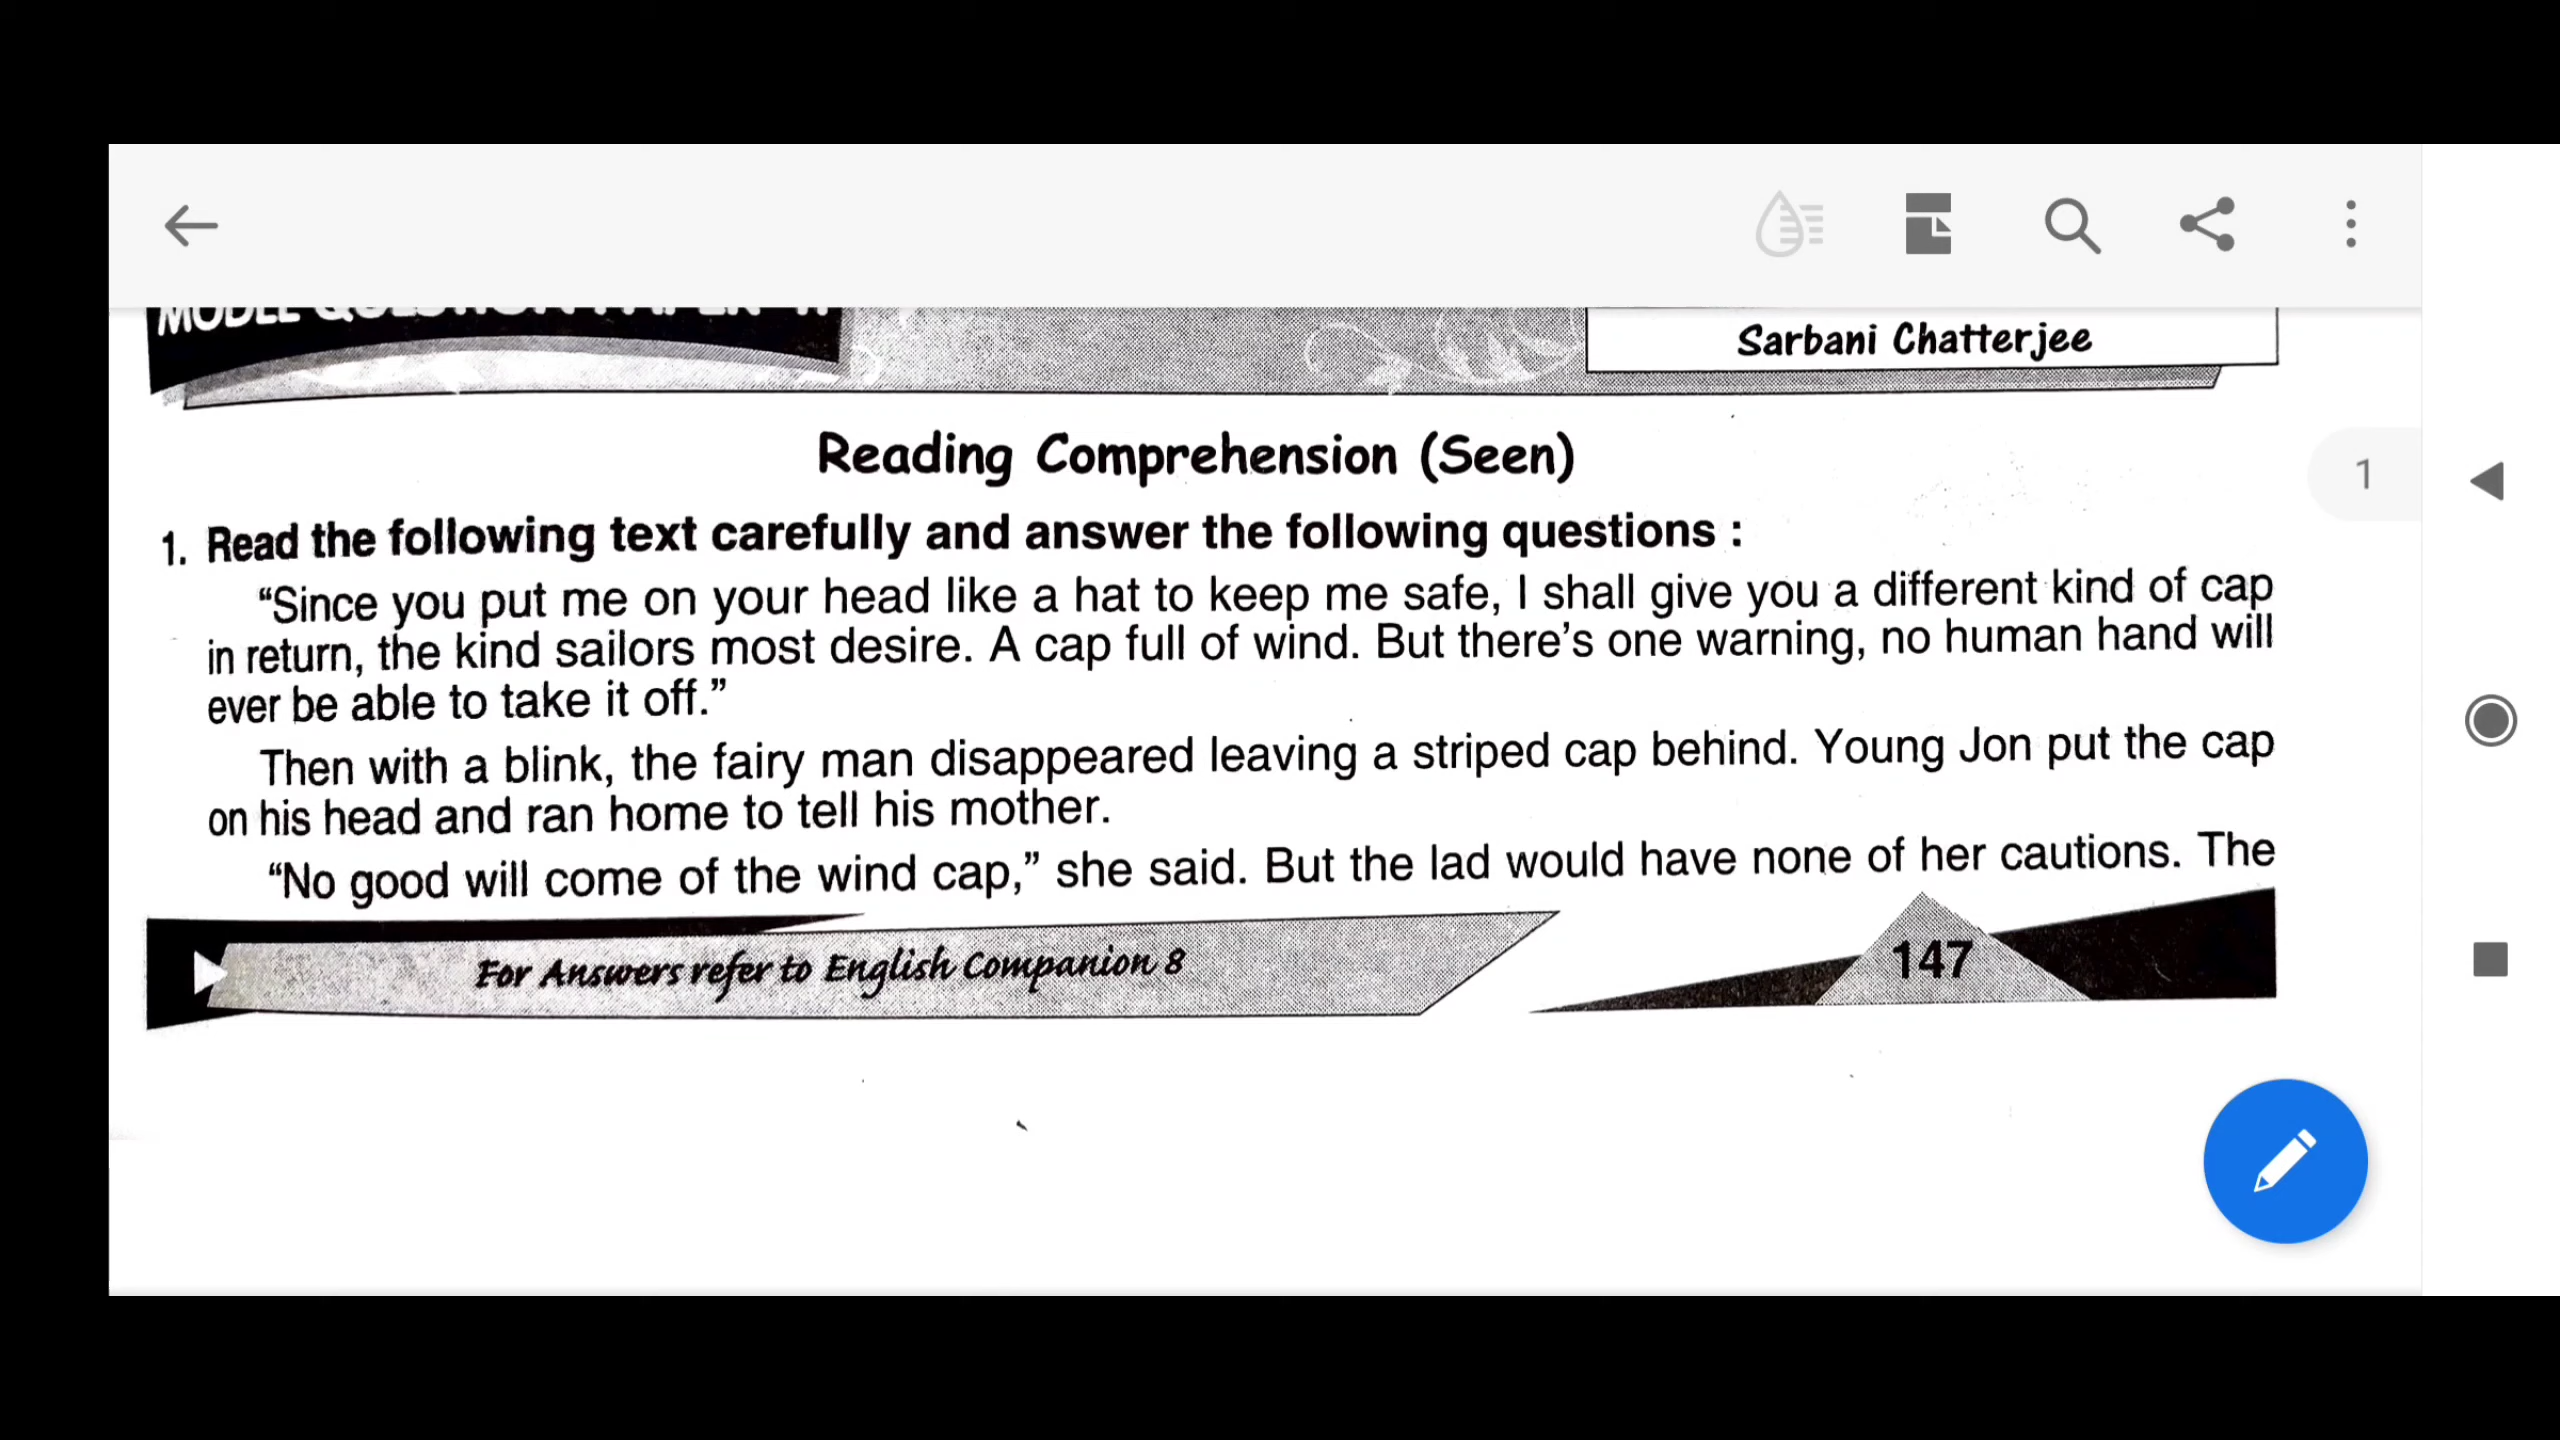 Sarbani Chatterjee
Reading Comprehension (Seen)
1
1. Read the following text carefully and answer the following questions :
“Since you put me on your head like a hat to keep me safe, I shall give you a different kind of cap
in return, the kind sailors most desire. A cap full of wind. But there’s one warning, no human hand will
ever be able to take it off.”
Then with a blink, the fairy man disappeared leaving a striped cap behind. Young Jon put the cap
on his head and ran home to tell his mother.
“No good will come of the wind cap,” she said. But the lad would have none of her cautions. The
For Answers refer to English Companion 8
147